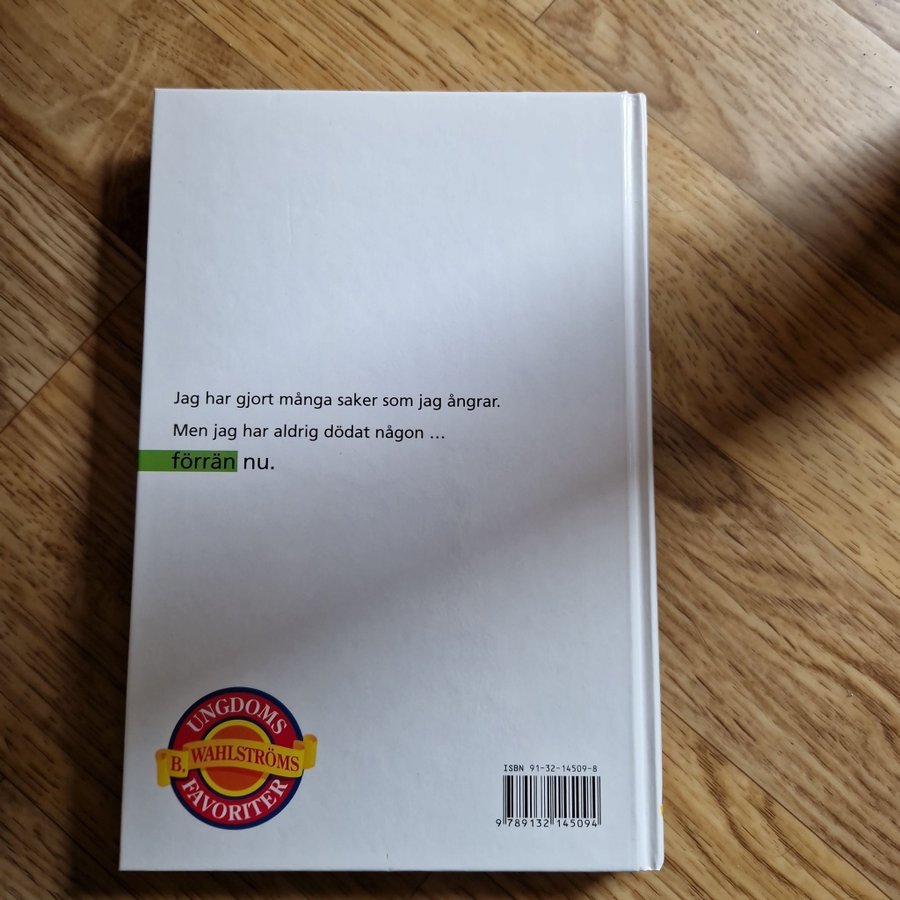 Jag har gjort många saker som jag ångrar.
Men jag har aldrig dödat någon ...
förrän nu.
UNGDOMS
B. WAHLSTRÖMS
FAVORITER
ISBN 91-32-14509-8
9 789132 145094